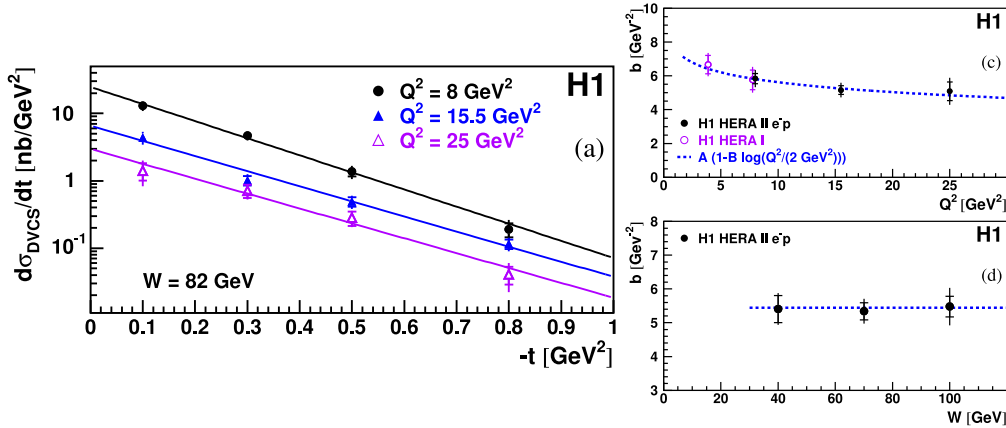 H1
Q² = 8 GeV²
Q² = 15.5 GeV²
Q² = 25 GeV²
(a)
W = 82 GeV
dσ_DVCS/dt [nb/GeV²]
10
1
10⁻¹
0 0.1 0.2 0.3 0.4 0.5 0.6 0.7 0.8 0.9 1
-t [GeV²]
H1
(c)
b [GeV⁻²]
10
8
6
4
2
0
H1 HERA II e⁻p
H1 HERA I
A (1-B log(Q²/(2 GeV²)))
0 5 10 15 20 25
Q² [GeV²]
H1
(d)
b [GeV⁻²]
8
7
6
5
4
3
H1 HERA II e⁻p
0 20 40 60 80 100
W [GeV]